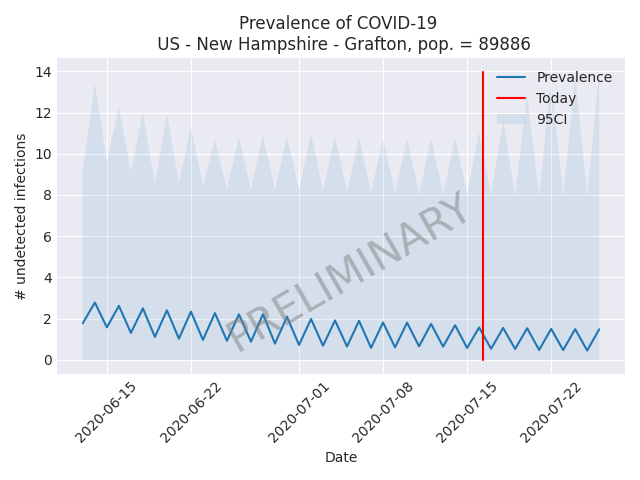 Prevalence of COVID-19
US - New Hampshire - Grafton, pop. = 89886
14
12
10
8
6
4
2
0
# undetected infections
Prevalence
Today
95CI
PRELIMINARY
2020-06-15
2020-06-22
2020-07-01
2020-07-08
2020-07-15
2020-07-22
Date